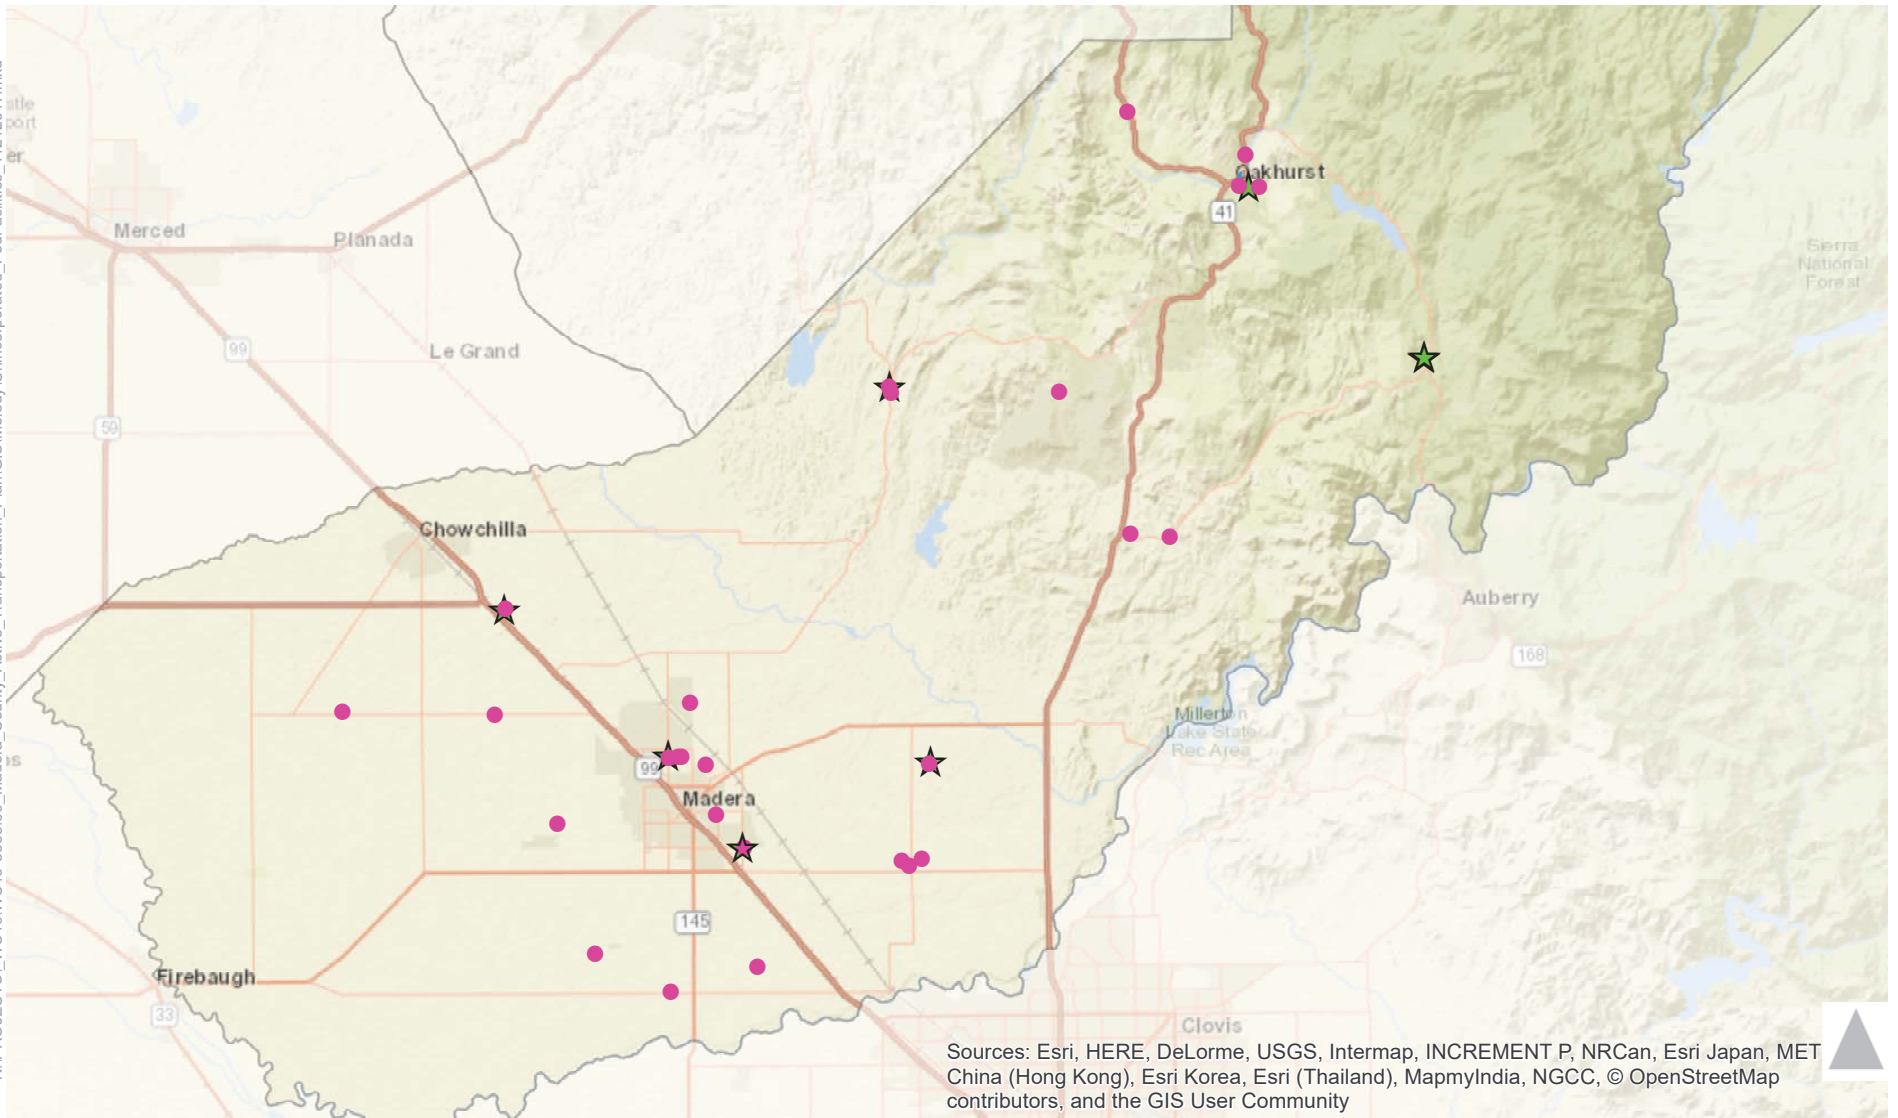 Oakhurst
41
Merced
Planada
Sierra
National
Forest
99
Le Grand
59
Chowchilla
Auberry
168
Millerton
Lake State
Rec Area
99
Madera
145
Firebaugh
33
Clovis
Sources: Esri, HERE, DeLorme, USGS, Intermap, INCREMENT P, NRCan, Esri Japan, MET
China (Hong Kong), Esri Korea, Esri (Thailand), MapmyIndia, NGCC, © OpenStreetMap
contributors, and the GIS User Community